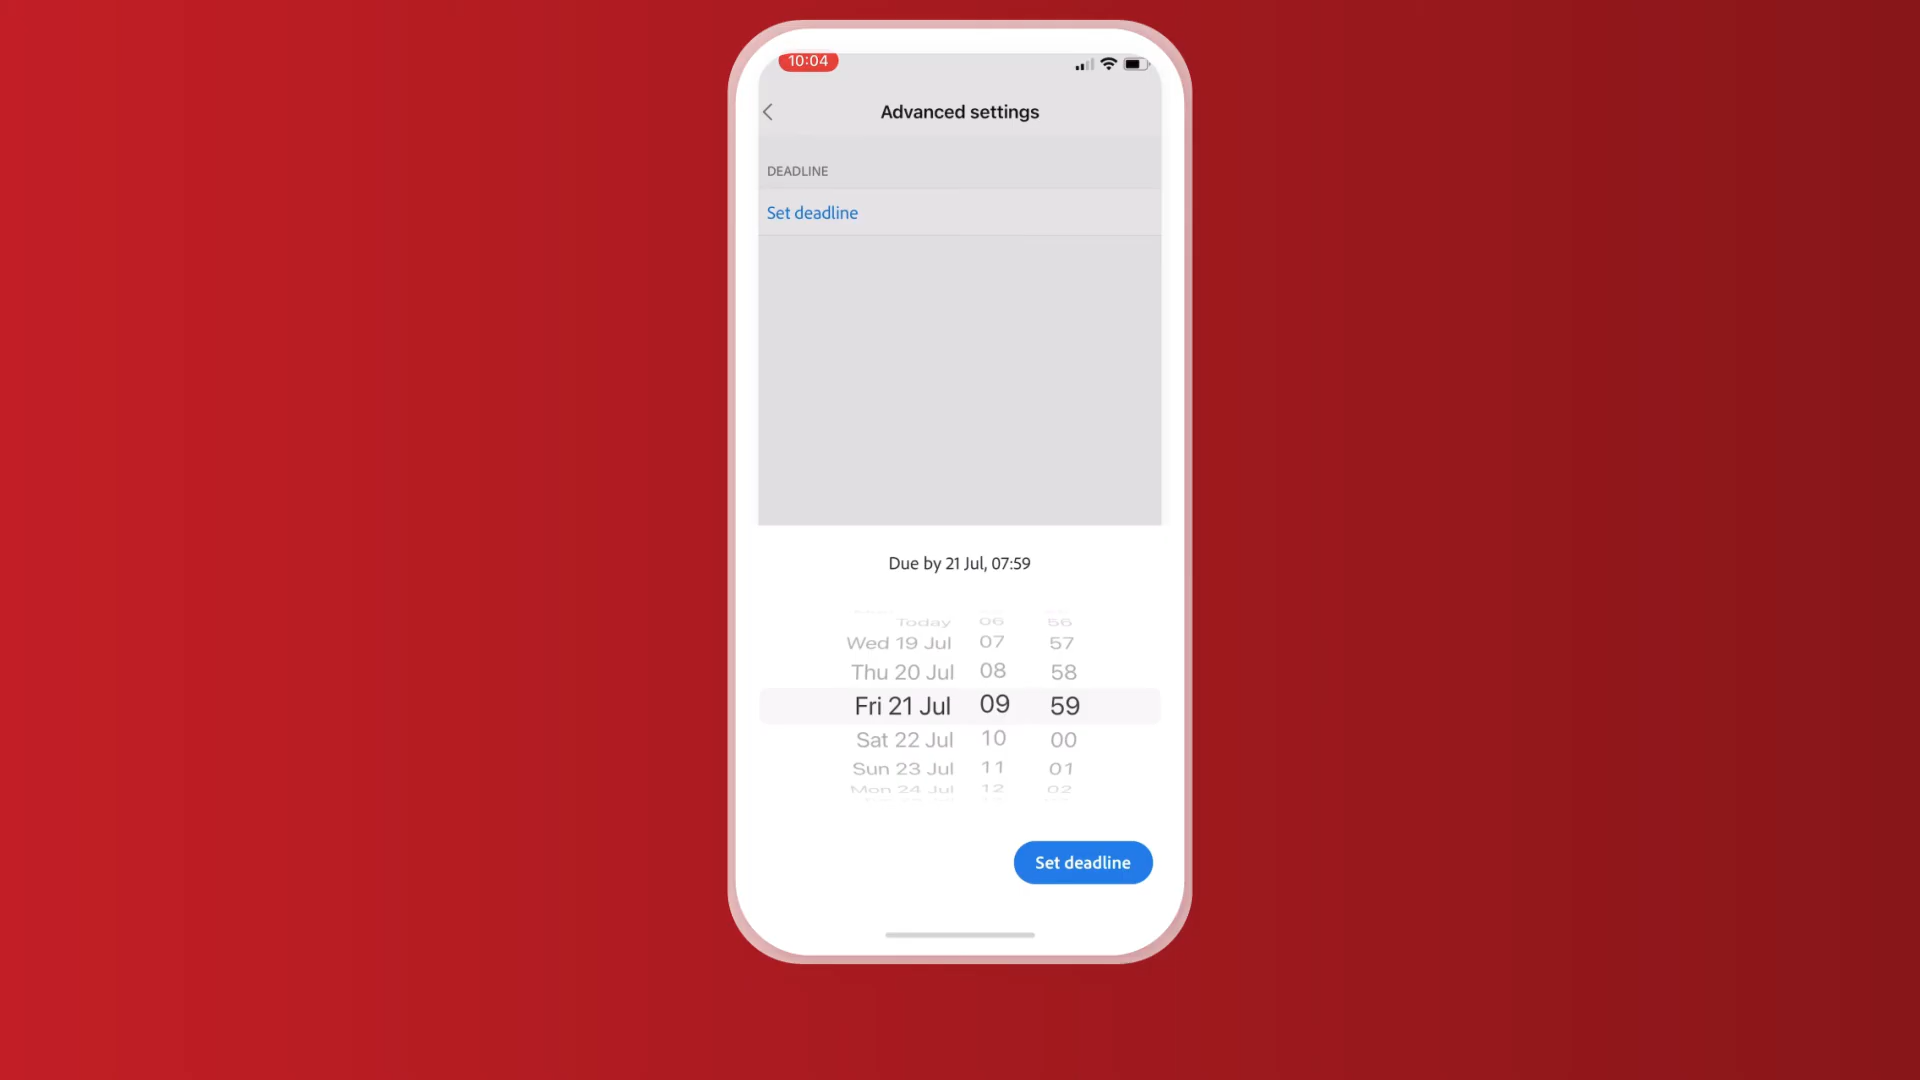 10:04
Advanced settings
DEADLINE
Set deadline
Due by 21 Jul, 07:59
Today 06 56
Wed 19 Jul 07 57
Thu 20 Jul 08 58
Fri 21 Jul 09 59
Sat 22 Jul 10 00
Sun 23 Jul 11 01
Mon 24 Jul 12 02
Set deadline